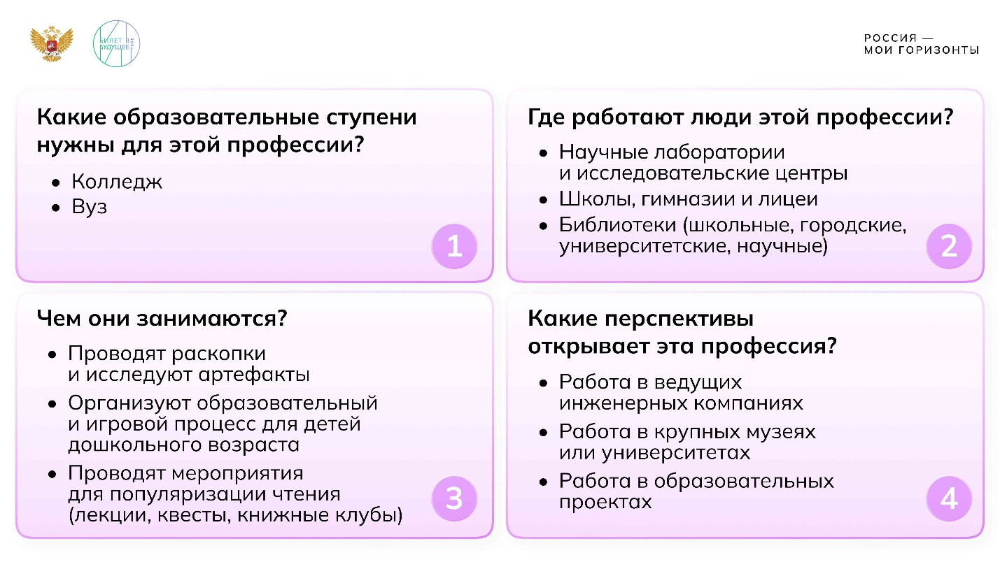 БИЛЕТ В
БУДУЩЕЕ
РОССИЯ —
МОИ ГОРИЗОНТЫ
Какие образовательные ступени
нужны для этой профессии?
• Колледж
• Вуз
1
Где работают люди этой профессии?
• Научные лаборатории
и исследовательские центры
• Школы, гимназии и лицеи
• Библиотеки (школьные, городские,
университетские, научные)
2
Чем они занимаются?
• Проводят раскопки
и исследуют артефакты
• Организуют образовательный
и игровой процесс для детей
дошкольного возраста
• Проводят мероприятия
для популяризации чтения
(лекции, квесты, книжные клубы)
3
Какие перспективы
открывает эта профессия?
• Работа в ведущих
инженерных компаниях
• Работа в крупных музеях
или университетах
• Работа в образовательных
проектах
4